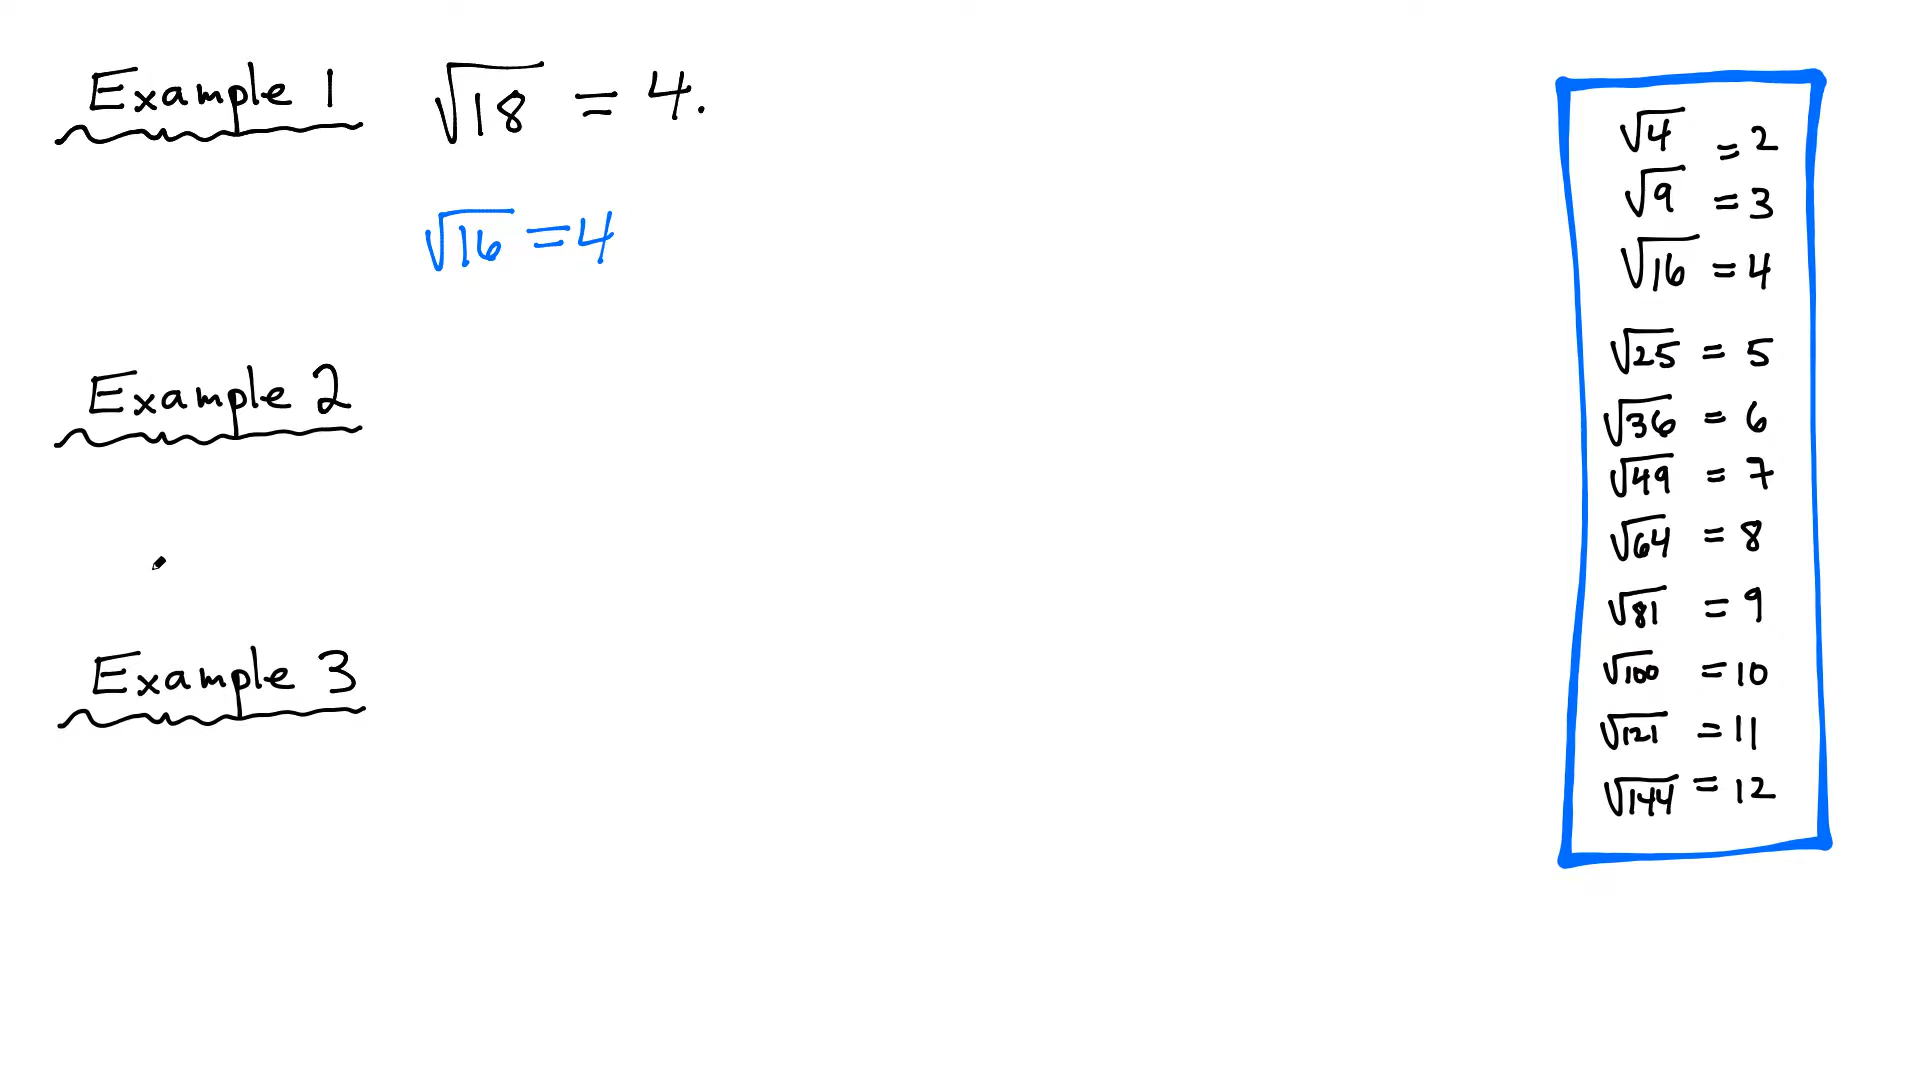 Example 1 √18 = 4.
√16 = 4
Example 2
Example 3
√4 = 2
√9 = 3
√16 = 4
√25 = 5
√36 = 6
√49 = 7
√64 = 8
√81 = 9
√100 = 10
√121 = 11
√144 = 12